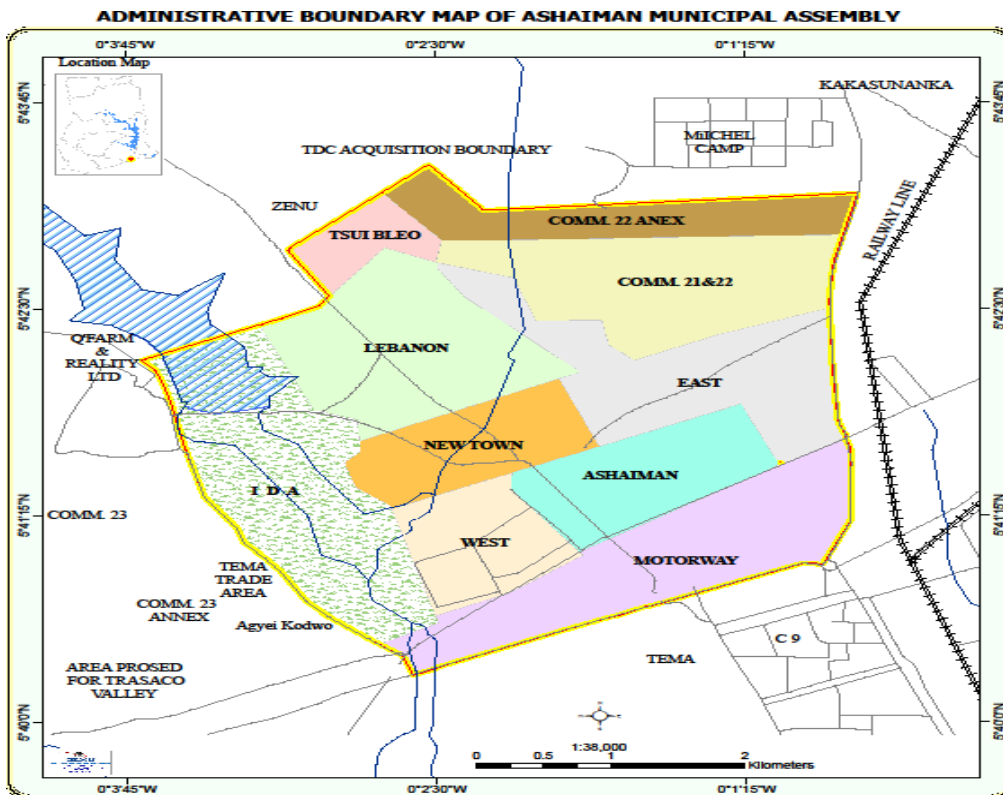 ADMINISTRATIVE BOUNDARY MAP OF ASHAIMAN MUNICIPAL ASSEMBLY
0°3'45"W
0°2'30"W
0°1'15"W
Location Map
5°43'45"N
5°43'45"N
KAKASUNANKA
MiICHEL
CAMP
TDC ACQUISITION BOUNDARY
ZENU
COMM. 22 ANEX
TSUI BLEO
RAILWAY LINE
COMM. 21&22
5°42'30"N
5°42'30"N
Q'FARM
&
REALITY
LTD
LEBANON
EAST
NEW TOWN
ASHAIMAN
I D A
5°41'15"N
5°41'15"N
COMM. 23
WEST
MOTORWAY
TEMA
TRADE
AREA
COMM. 23
ANNEX
Agyei Kodwo
C 9
TEMA
AREA PROSED
FOR TRASACO
VALLEY
5°40'0"N
5°40'0"N
1:38,000
0 0.5 1 2
Kilometers
0°3'45"W
0°2'30"W
0°1'15"W